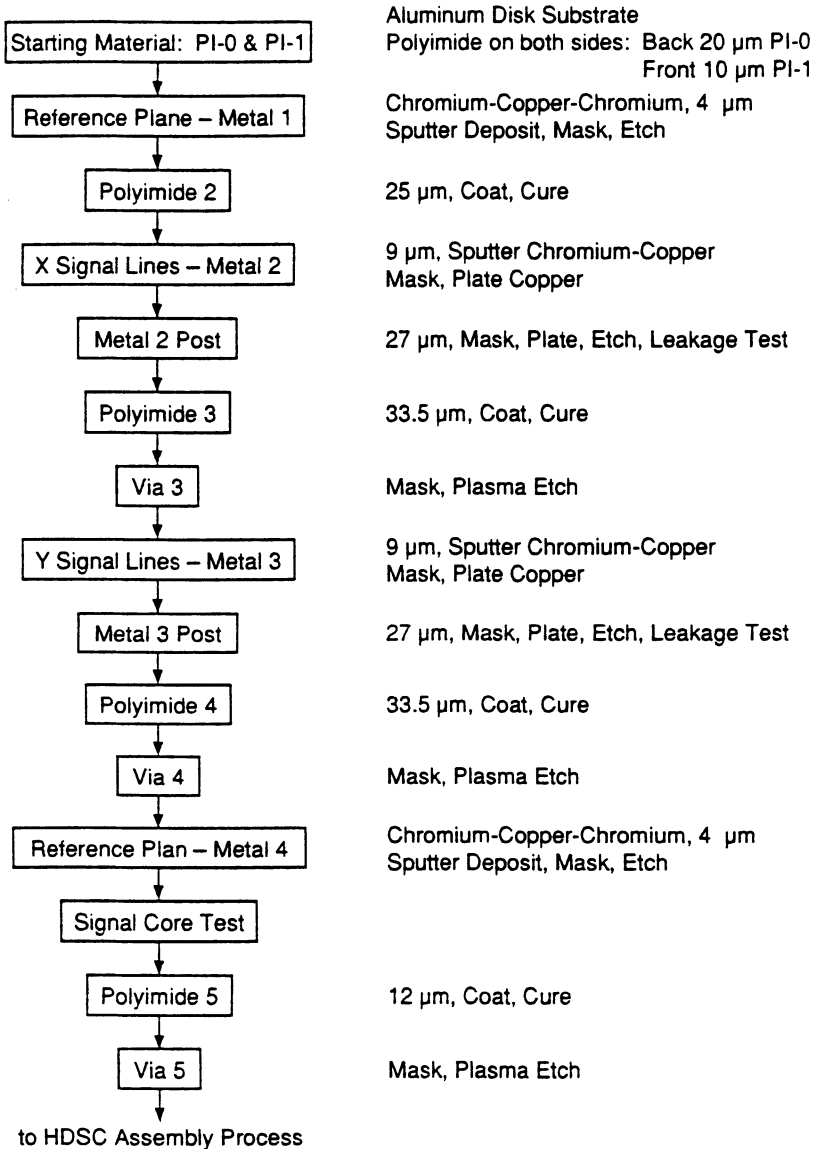 Starting Material: PI-0 & PI-1
Aluminum Disk Substrate
Polyimide on both sides: Back 20 µm PI-0
Front 10 µm PI-1
Reference Plane – Metal 1
Chromium-Copper-Chromium, 4 µm
Sputter Deposit, Mask, Etch
Polyimide 2
25 µm, Coat, Cure
X Signal Lines – Metal 2
9 µm, Sputter Chromium-Copper
Mask, Plate Copper
Metal 2 Post
27 µm, Mask, Plate, Etch, Leakage Test
Polyimide 3
33.5 µm, Coat, Cure
Via 3
Mask, Plasma Etch
Y Signal Lines – Metal 3
9 µm, Sputter Chromium-Copper
Mask, Plate Copper
Metal 3 Post
27 µm, Mask, Plate, Etch, Leakage Test
Polyimide 4
33.5 µm, Coat, Cure
Via 4
Mask, Plasma Etch
Reference Plan – Metal 4
Chromium-Copper-Chromium, 4 µm
Sputter Deposit, Mask, Etch
Signal Core Test
Polyimide 5
12 µm, Coat, Cure
Via 5
Mask, Plasma Etch
to HDSC Assembly Process